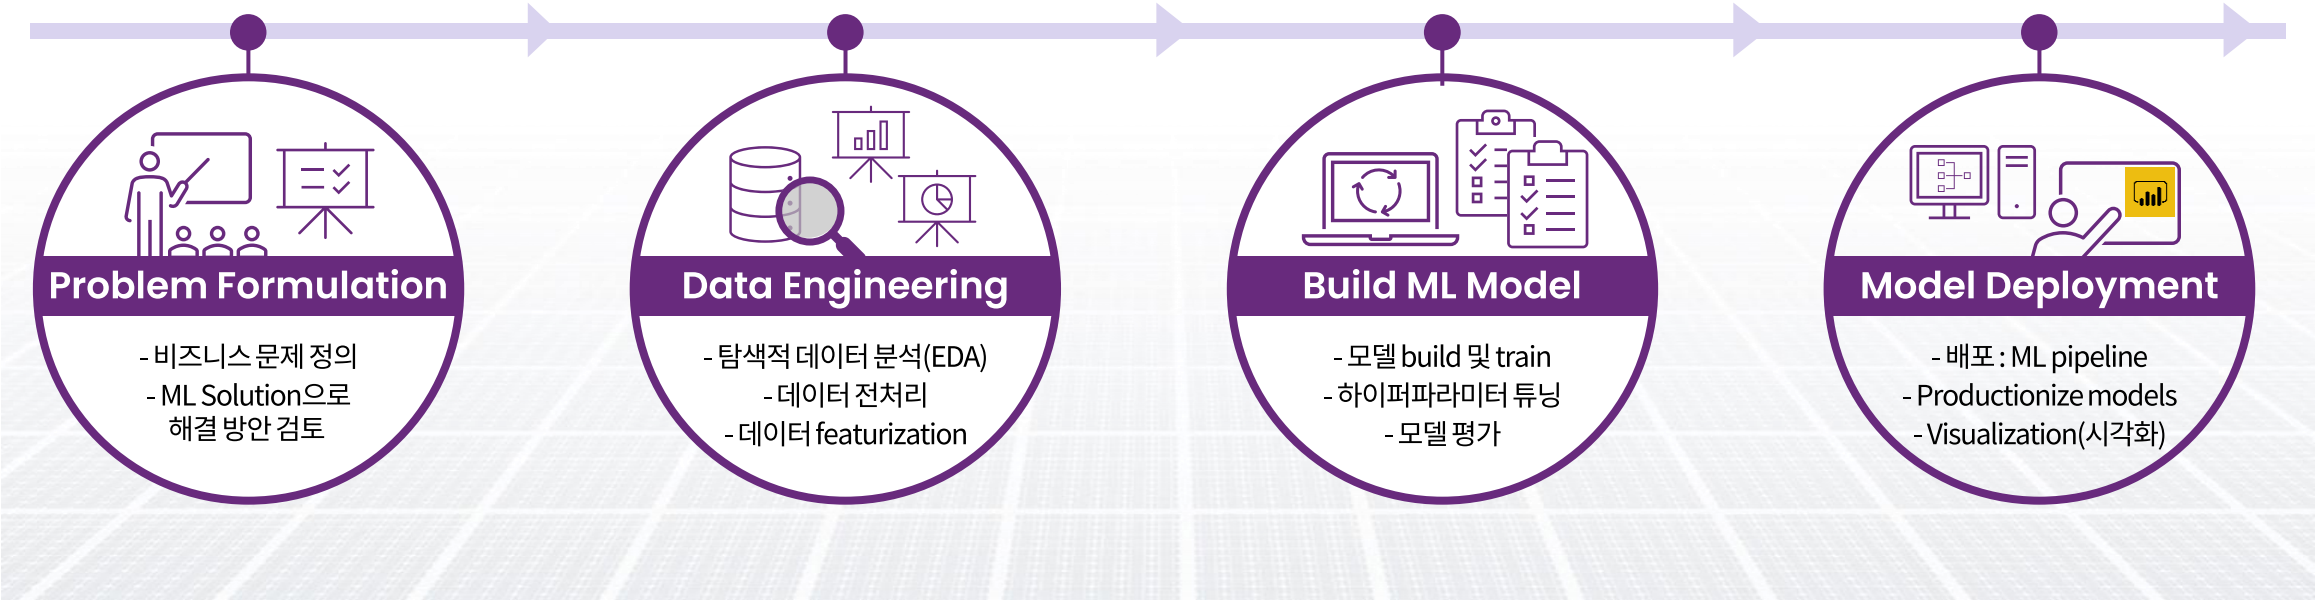 Problem Formulation
- 비즈니스 문제 정의
- ML Solution으로
해결 방안 검토
Data Engineering
- 탐색적 데이터 분석(EDA)
- 데이터 전처리
- 데이터 featurization
Build ML Model
- 모델 build 및 train
- 하이퍼파라미터 튜닝
- 모델 평가
Model Deployment
- 배포 : ML pipeline
- Productionize models
- Visualization(시각화)